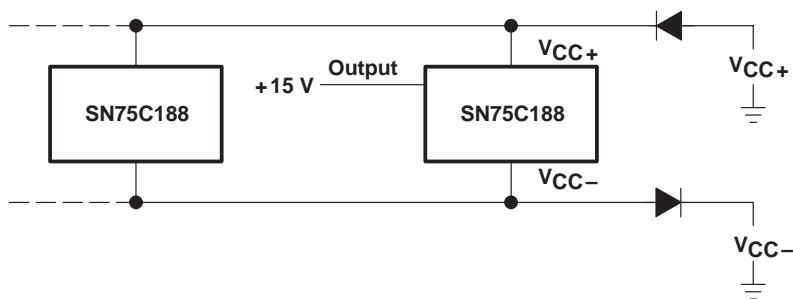 VCC+
VCC+
Output
+15 V
SN75C188
SN75C188
VCC–
VCC–